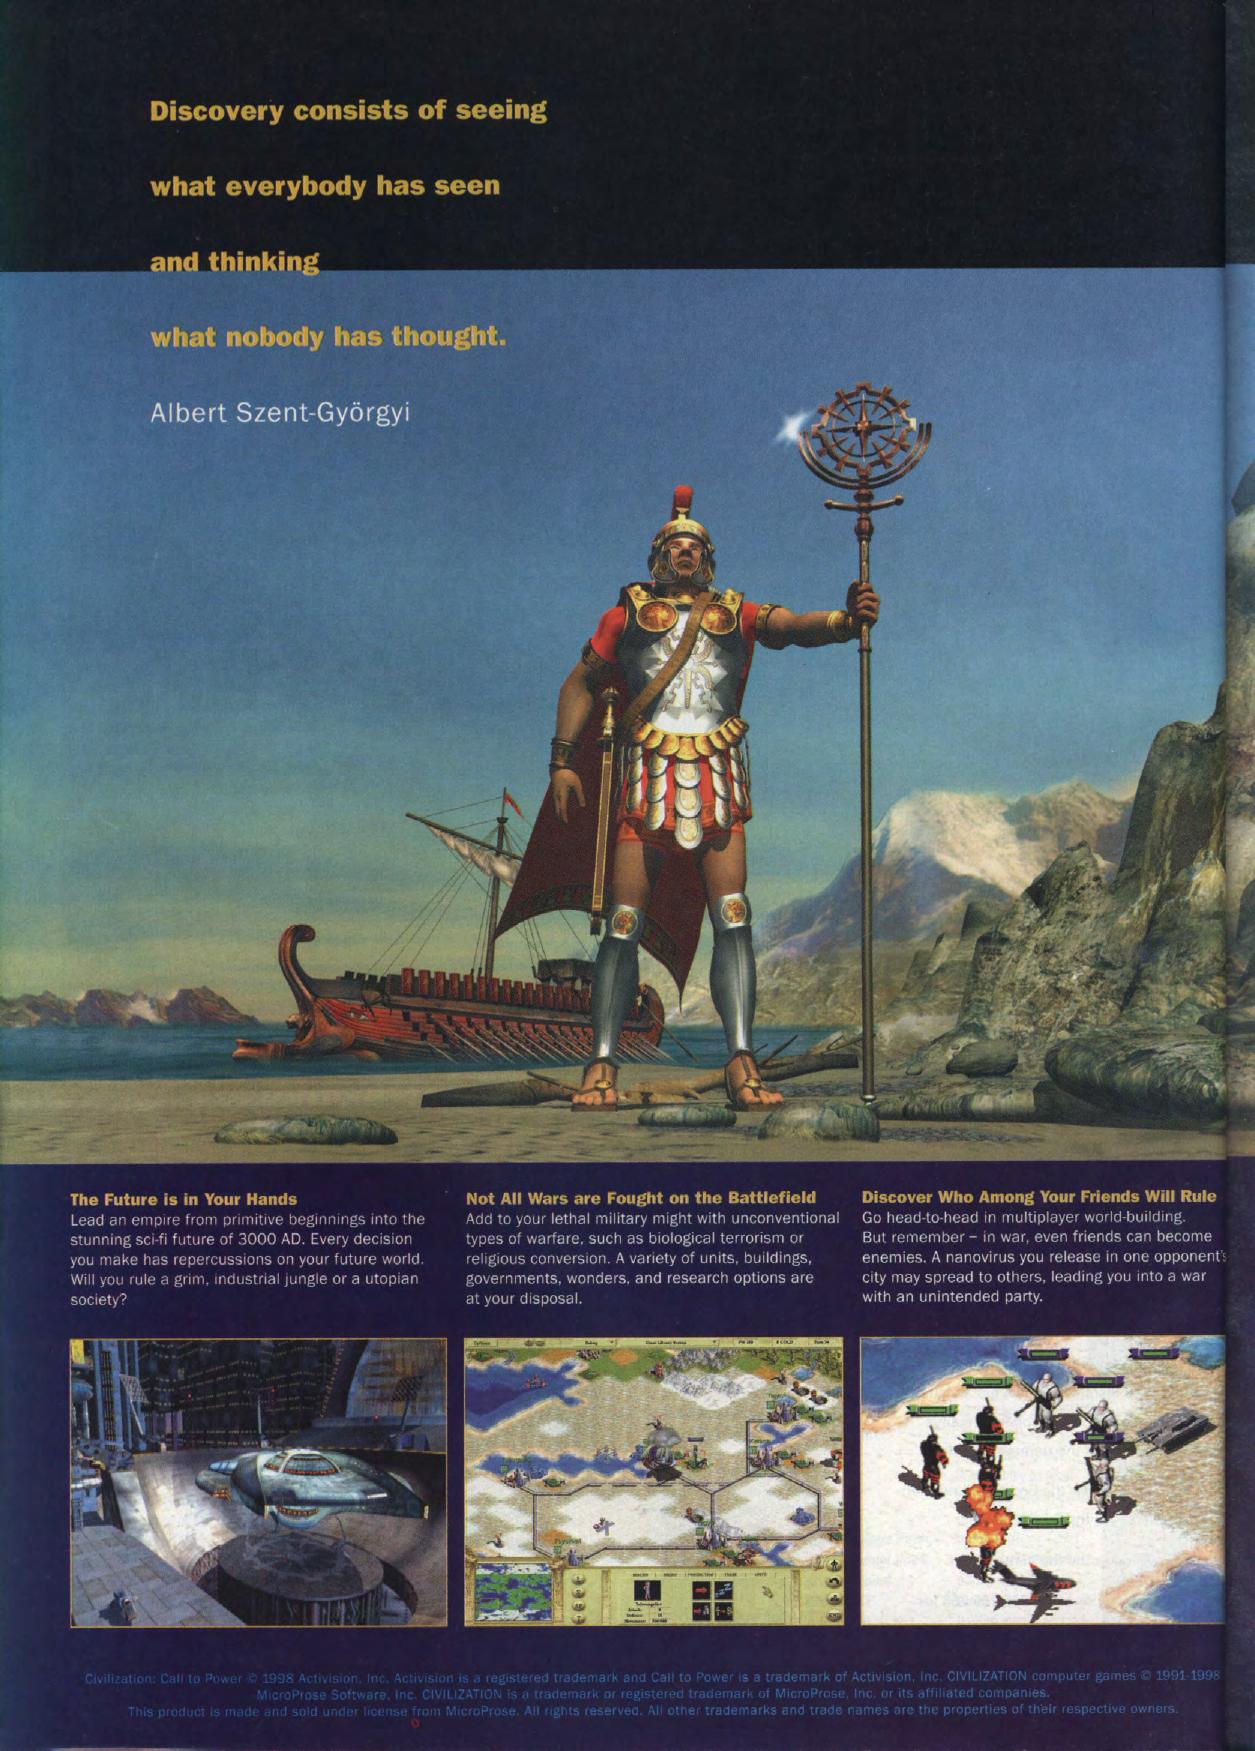 Discovery consists of seeing
what everybody has seen
and thinking
what nobody has thought.
Albert Szent-Györgyi
The Future is in Your Hands
Lead an empire from primitive beginnings into the
stunning sci-fi future of 3000 AD. Every decision
you make has repercussions on your future world.
Will you rule a grim, industrial jungle or a utopian
society?
Not All Wars are Fought on the Battlefield
Add to your lethal military might with unconventional
types of warfare, such as biological terrorism or
religious conversion. A variety of units, buildings,
governments, wonders, and research options are
at your disposal.
Discover Who Among Your Friends Will Rule
Go head-to-head in multiplayer world-building.
But remember – in war, even friends can become
enemies. A nanovirus you release in one opponent's
city may spread to others, leading you into a war
with an unintended party.
Civilization: Call to Power © 1998 Activision, Inc. Activision is a registered trademark and Call to Power is a trademark of Activision, Inc. CIVILIZATION computer games © 1991-1998
MicroProse Software, Inc. CIVILIZATION is a trademark or registered trademark of MicroProse, Inc. or its affiliated companies.
This product is made and sold under license from MicroProse. All rights reserved. All other trademarks and trade names are the properties of their respective owners.